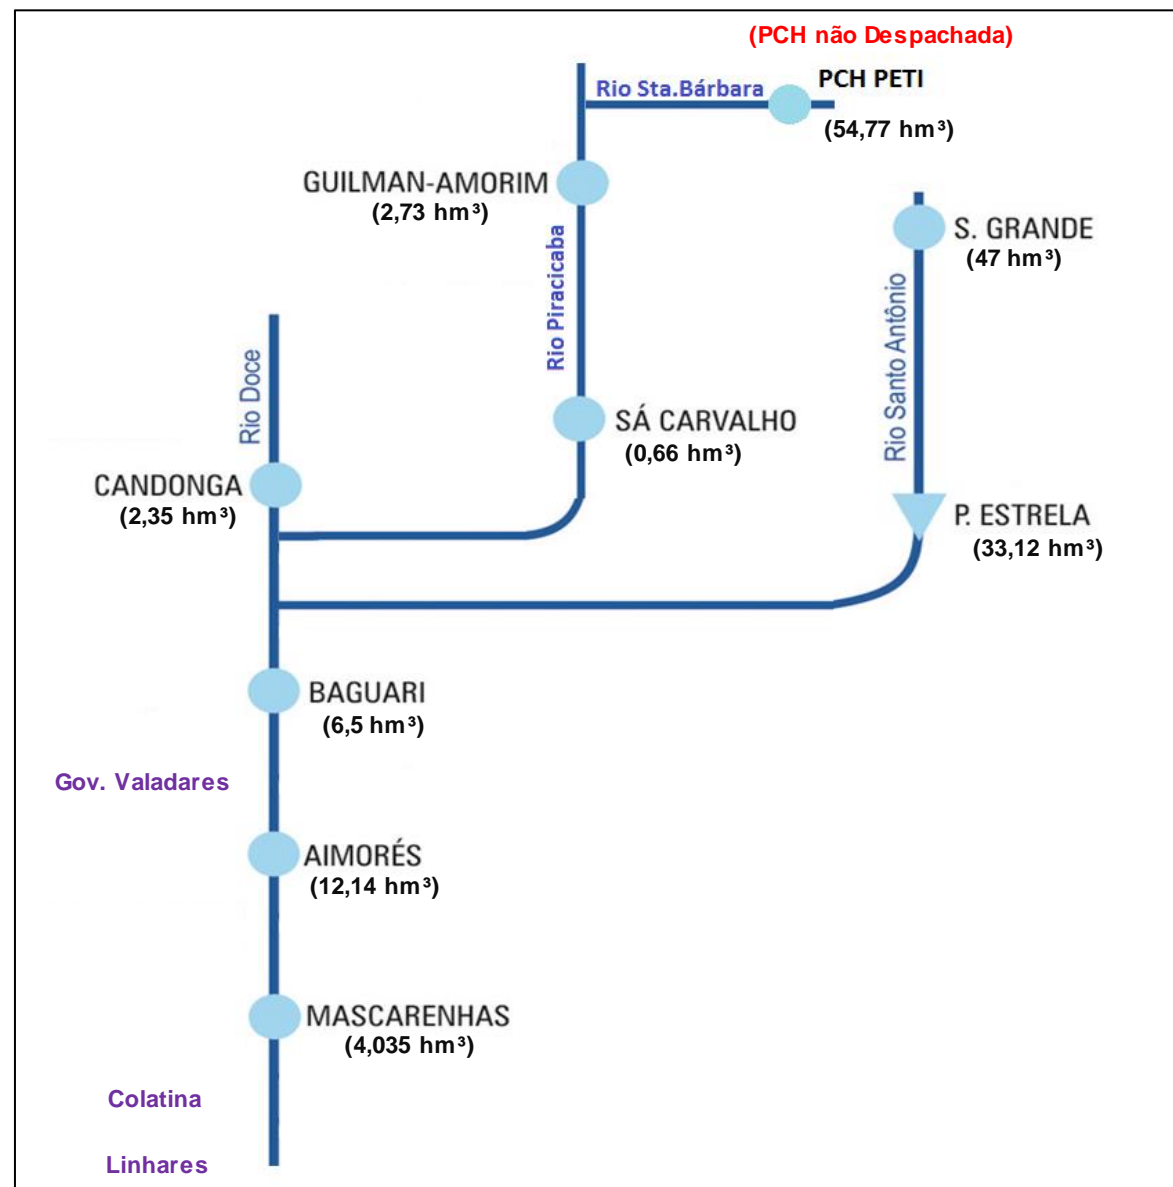 (PCH não Despachada)
PCH PETI
Rio Sta.Bárbara
(54,77 hm³)
GUILMAN-AMORIM
(2,73 hm³)
S. GRANDE
(47 hm³)
Rio Piracicaba
Rio Santo Antônio
Rio Doce
SÁ CARVALHO
(0,66 hm³)
CANDONGA
(2,35 hm³)
P. ESTRELA
(33,12 hm³)
BAGUARI
(6,5 hm³)
Gov. Valadares
AIMORÉS
(12,14 hm³)
MASCARENHAS
(4,035 hm³)
Colatina
Linhares